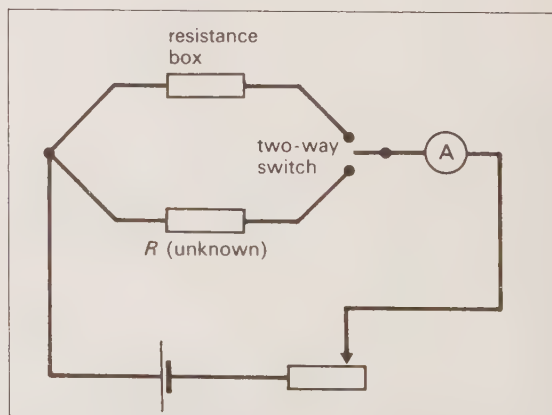 resistance
box
two-way
switch
A
R (unknown)